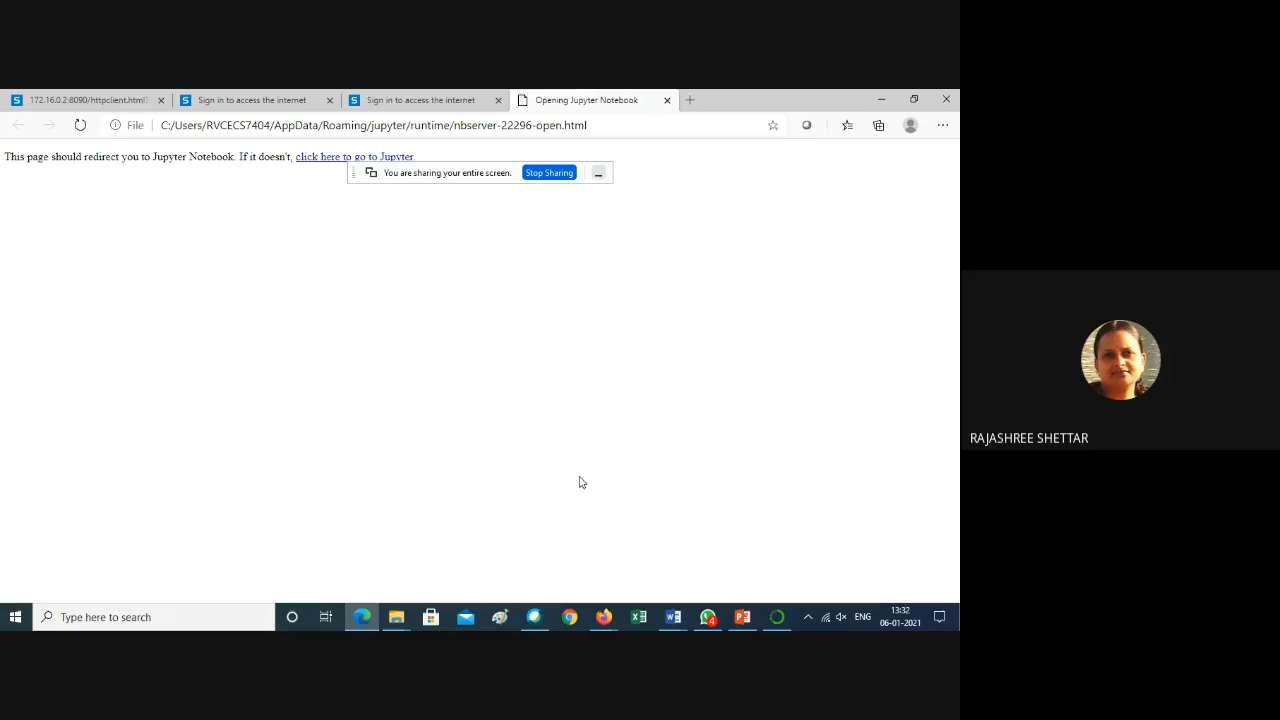 172.16.0.2:8090/httpclient.html
Sign in to access the internet
Sign in to access the internet
Opening Jupyter Notebook
File
C:/Users/RVCECS7404/AppData/Roaming/jupyter/runtime/nbserver-22296-open.html
This page should redirect you to Jupyter Notebook. If it doesn't, click here to go to Jupyter.
You are sharing your entire screen.
Stop Sharing
RAJASHREE SHETTAR
Type here to search
4
ENG
13:32
06-01-2021